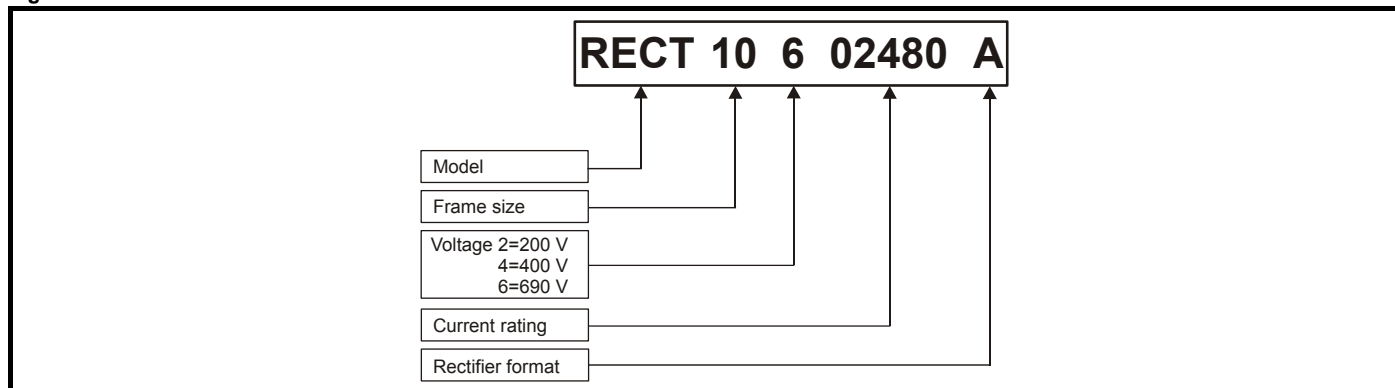 RECT 10 6 02480 A
Model
Frame size
Voltage 2=200 V
4=400 V
6=690 V
Current rating
Rectifier format